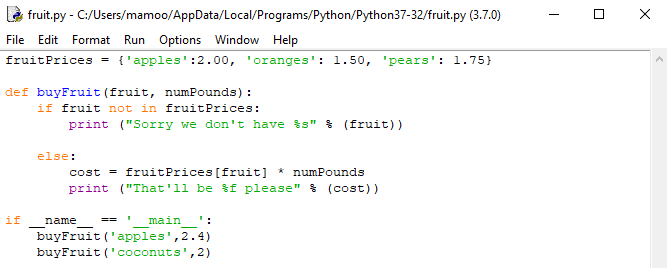 fruit.py - C:/Users/mamoo/AppData/Local/Programs/Python/Python37-32/fruit.py (3.7.0)
File Edit Format Run Options Window Help
fruitPrices = {'apples':2.00, 'oranges': 1.50, 'pears': 1.75}
def buyFruit(fruit, numPounds):
    if fruit not in fruitPrices:
        print ("Sorry we don't have %s" % (fruit))
    else:
        cost = fruitPrices[fruit] * numPounds
        print ("That'll be %f please" % (cost))
if __name__ == '__main__':
    buyFruit('apples',2.4)
    buyFruit('coconuts',2)